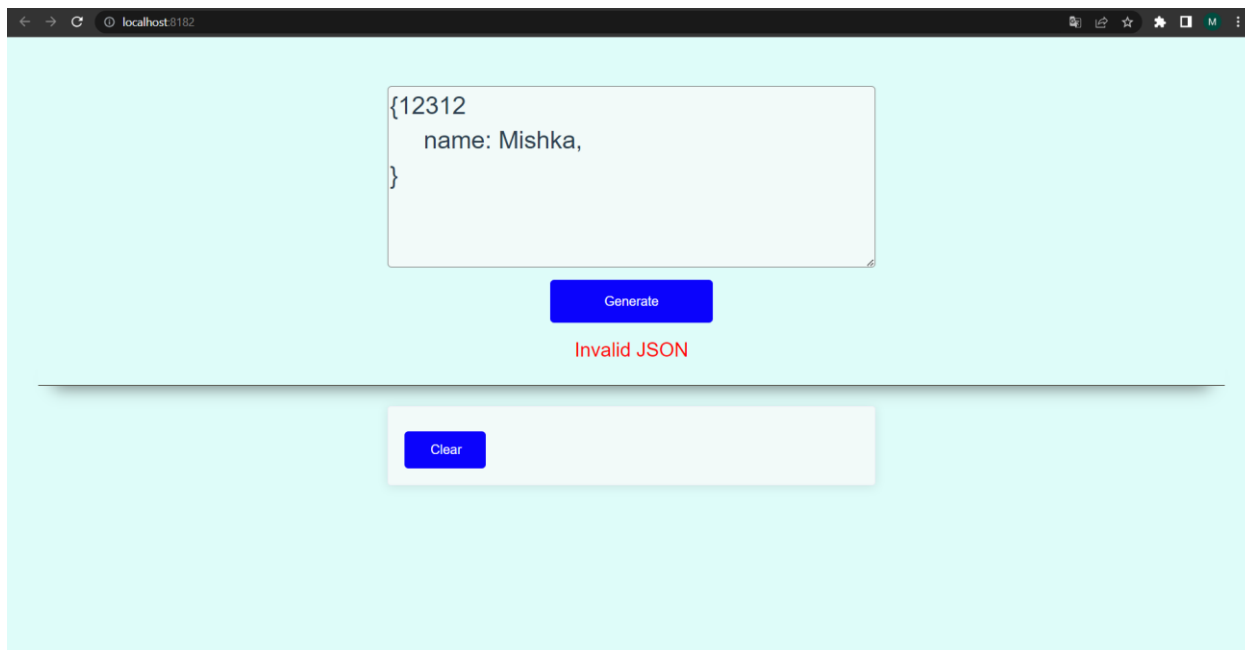 localhost:8182
M
{12312
name: Mishka,
}
Generate
Invalid JSON
Clear